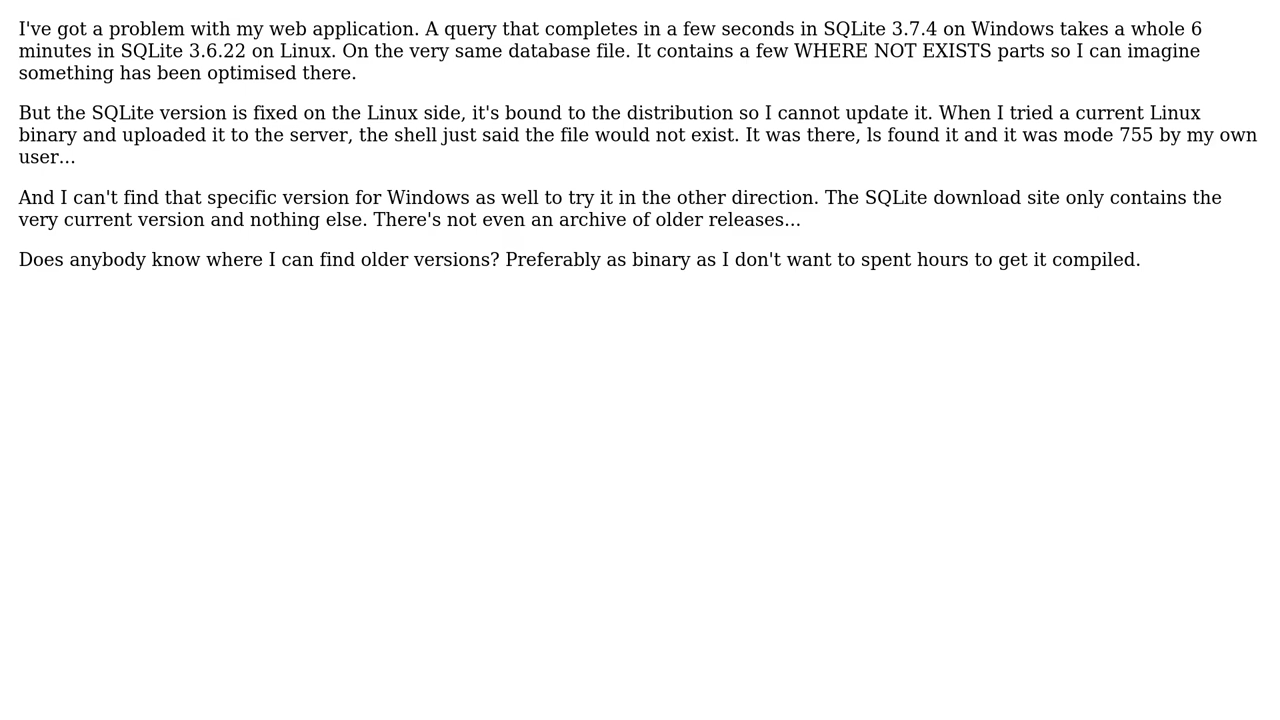 I've got a problem with my web application. A query that completes in a few seconds in SQLite 3.7.4 on Windows takes a whole 6
minutes in SQLite 3.6.22 on Linux. On the very same database file. It contains a few WHERE NOT EXISTS parts so I can imagine
something has been optimised there.
But the SQLite version is fixed on the Linux side, it's bound to the distribution so I cannot update it. When I tried a current Linux
binary and uploaded it to the server, the shell just said the file would not exist. It was there, ls found it and it was mode 755 by my own
user...
And I can't find that specific version for Windows as well to try it in the other direction. The SQLite download site only contains the
very current version and nothing else. There's not even an archive of older releases...
Does anybody know where I can find older versions? Preferably as binary as I don't want to spent hours to get it compiled.